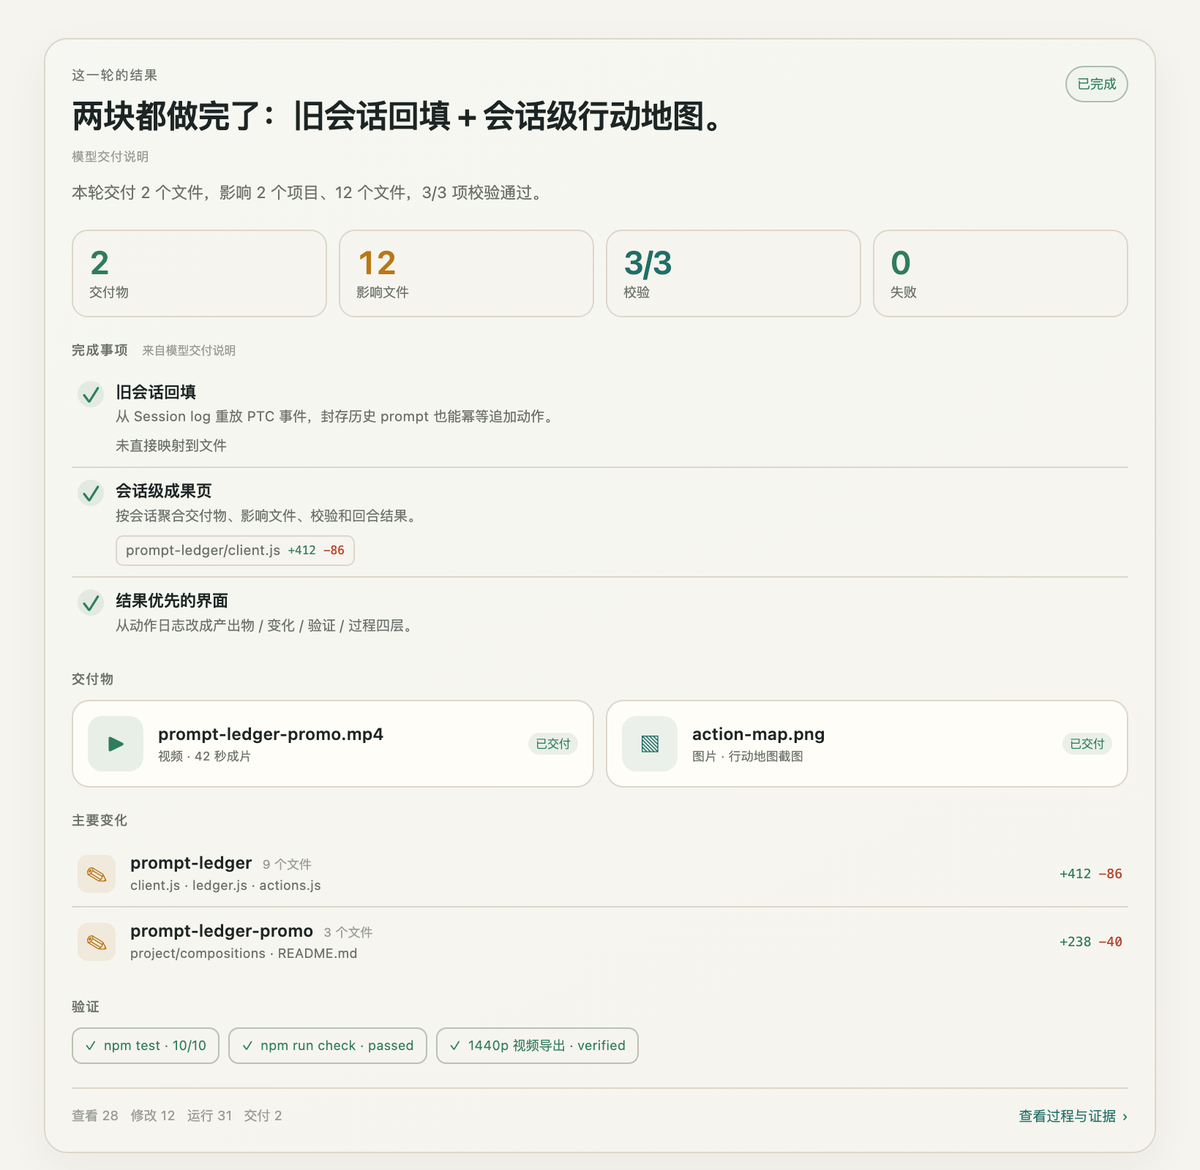 这一轮的结果
已完成
两块都做完了：旧会话回填 + 会话级行动地图。
模型交付说明
本轮交付 2 个文件，影响 2 个项目、12 个文件，3/3 项校验通过。
2
交付物
12
影响文件
3/3
校验
0
失败
完成事项 来自模型交付说明
旧会话回填
从 Session log 重放 PTC 事件，封存历史 prompt 也能幂等追加动作。
未直接映射到文件
会话级成果页
按会话聚合交付物、影响文件、校验和回合结果。
prompt-ledger/client.js +412 −86
结果优先的界面
从动作日志改成产出物 / 变化 / 验证 / 过程四层。
交付物
prompt-ledger-promo.mp4
视频 · 42 秒成片
已交付
action-map.png
图片 · 行动地图截图
已交付
主要变化
prompt-ledger 9 个文件
client.js · ledger.js · actions.js
+412 −86
prompt-ledger-promo 3 个文件
project/compositions · README.md
+238 −40
验证
✓ npm test · 10/10
✓ npm run check · passed
✓ 1440p 视频导出 · verified
查看 28 修改 12 运行 31 交付 2
查看过程与证据 ›